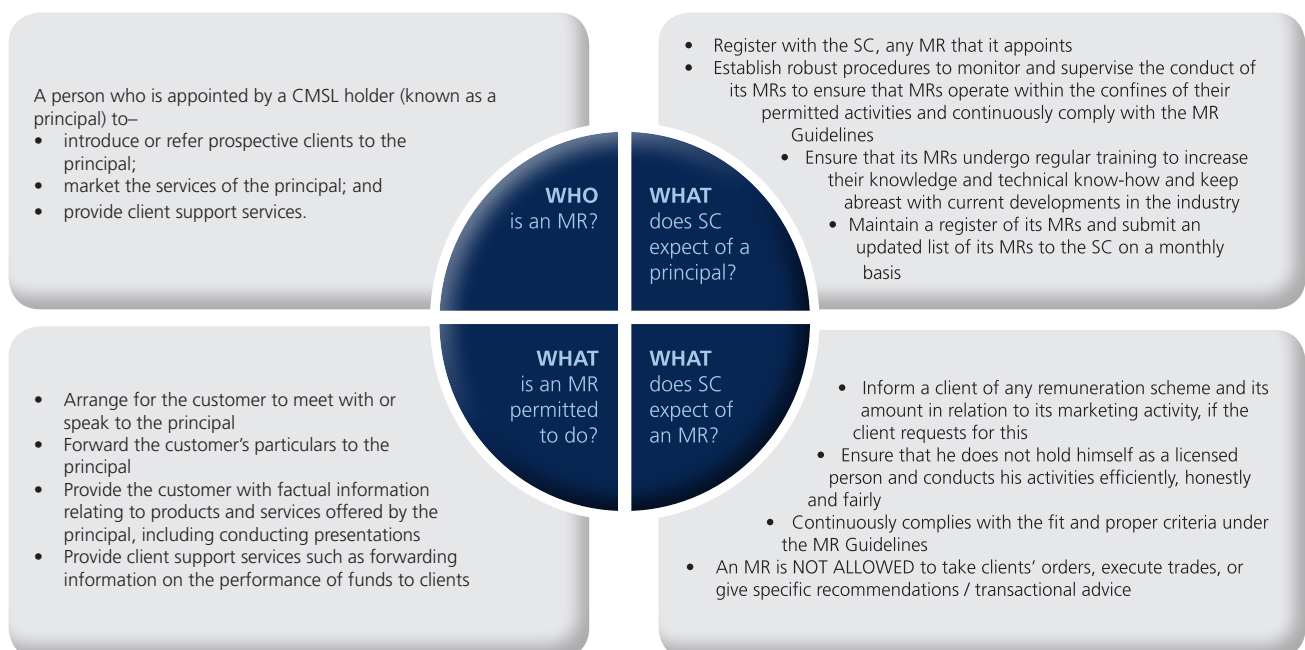 A person who is appointed by a CMSL holder (known as a
principal) to–
• introduce or refer prospective clients to the
principal;
• market the services of the principal; and
• provide client support services.
WHO
is an MR?
WHAT
does SC
expect of a
principal?
• Register with the SC, any MR that it appoints
• Establish robust procedures to monitor and supervise the conduct of
its MRs to ensure that MRs operate within the confines of their
permitted activities and continuously comply with the MR
Guidelines
• Ensure that its MRs undergo regular training to increase
their knowledge and technical know-how and keep
abreast with current developments in the industry
• Maintain a register of its MRs and submit an
updated list of its MRs to the SC on a monthly
basis
• Arrange for the customer to meet with or
speak to the principal
• Forward the customer’s particulars to the
principal
• Provide the customer with factual information
relating to products and services offered by the
principal, including conducting presentations
• Provide client support services such as forwarding
information on the performance of funds to clients
WHAT
is an MR
permitted
to do?
WHAT
does SC
expect of
an MR?
• Inform a client of any remuneration scheme and its
amount in relation to its marketing activity, if the
client requests for this
• Ensure that he does not hold himself as a licensed
person and conducts his activities efficiently, honestly
and fairly
• Continuously complies with the fit and proper criteria under
the MR Guidelines
• An MR is NOT ALLOWED to take clients’ orders, execute trades, or
give specific recommendations / transactional advice